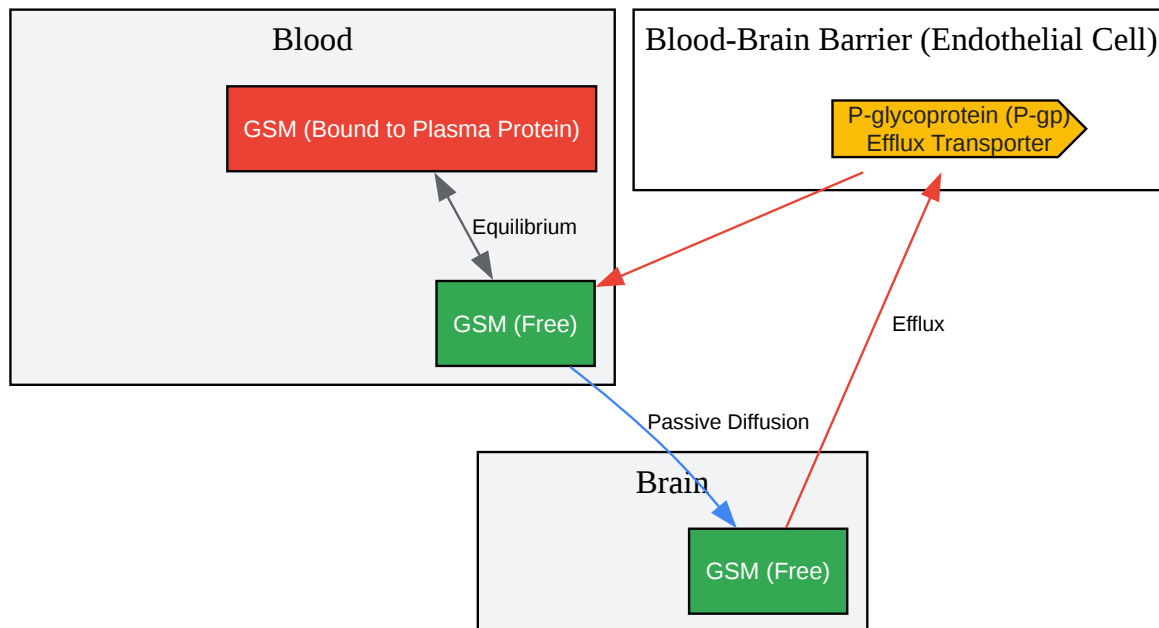 Blood
Blood-Brain Barrier (Endothelial Cell)
GSM (Bound to Plasma Protein)
P-glycoprotein (P-gp)
Efflux Transporter
Equilibrium
GSM (Free)
Efflux
Passive Diffusion
Brain
GSM (Free)